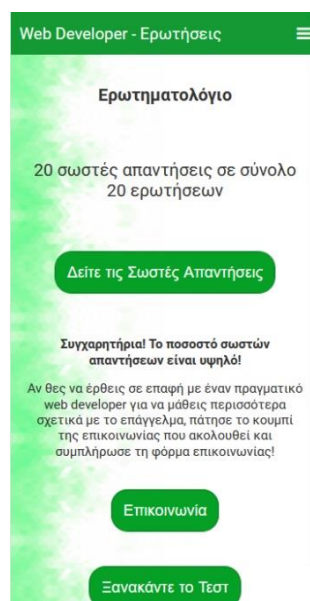 Web Developer - Ερωτήσεις
Ερωτηματολόγιο
20 σωστές απαντήσεις σε σύνολο
20 ερωτήσεων
Δείτε τις Σωστές Απαντήσεις
Συγχαρητήρια! Το ποσοστό σωστών
απαντήσεων είναι υψηλό!
Αν θες να έρθεις σε επαφή με έναν πραγματικό
web developer για να μάθεις περισσότερα
σχετικά με το επάγγελμα, πάτησε το κουμπί
της επικοινωνίας που ακολουθεί και
συμπλήρωσε τη φόρμα επικοινωνίας!
Επικοινωνία
Ξανακάντε το Τεστ